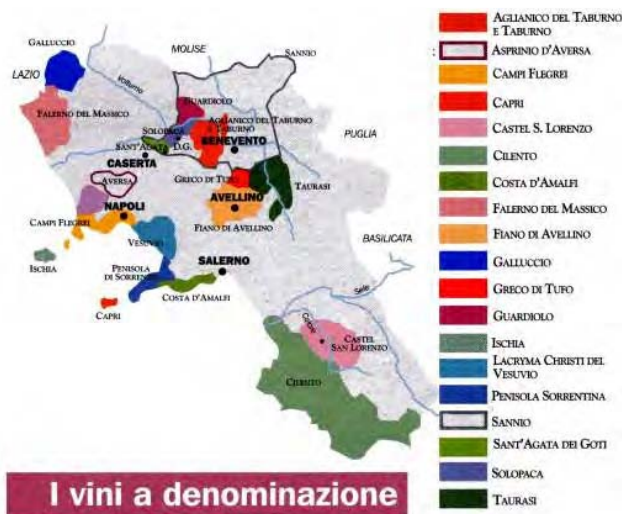 MOLISE
SANNIO
GALLUCCIO
LAZIO
Volturno
GUARDIOLO
PUGLIA
FALERNO DEL MASSICO
AGLIANICO DEL TABURNO
E TABURNO
SOLOPACA
SANT'AGATA D.G.
BENEVENTO
CASERTA
GRECO DI TUFO
TAURASI
AVERSA
AVELLINO
NAPOLI
CAMPI FLEGREI
FIANO DI AVELLINO
VESUVIO
BASILICATA
ISCHIA
PENISOLA
DI SORRENTO
SALERNO
Sele
COSTA D'AMALFI
CAPRI
Calore
CASTEL
SAN LORENZO
CILENTO
I vini a denominazione
AGLIANICO DEL TABURNO
E TABURNO
ASPRINIO D'AVERSA
CAMPI FLEGREI
CAPRI
CASTEL S. LORENZO
CILENTO
COSTA D'AMALFI
FALERNO DEL MASSICO
FIANO DI AVELLINO
GALLUCCIO
GRECO DI TUFO
GUARDIOLO
ISCHIA
LACRYMA CHRISTI DEL
VESUVIO
PENISOLA SORRENTINA
SANNIO
SANT'AGATA DEI GOTI
SOLOPACA
TAURASI